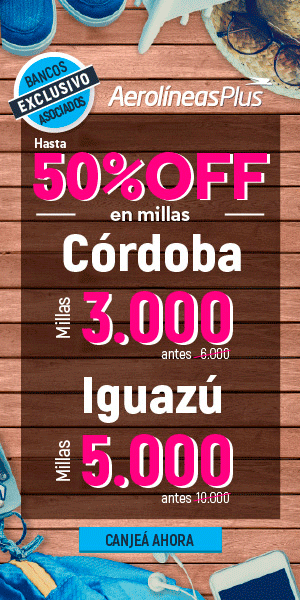 BANCOS
EXCLUSIVO
ASOCIADOS
AerolíneasPlus
Hasta
50%OFF
en millas
Córdoba
Millas
3.000
antes 6.000
Iguazú
Millas
5.000
antes 10.000
CANJEÁ AHORA